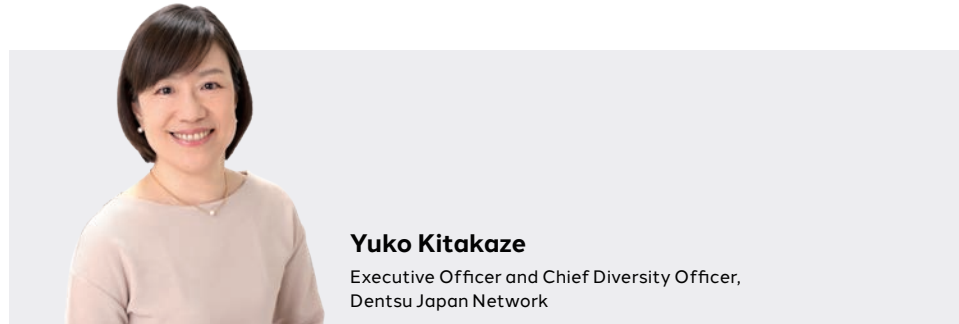 Yuko Kitakaze
Executive Officer and Chief Diversity Officer,
Dentsu Japan Network